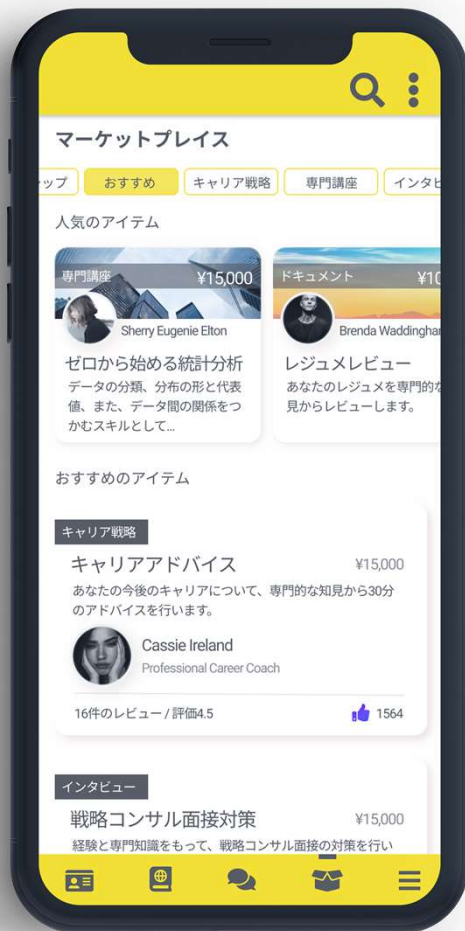 マーケットプレイス
ップ おすすめ キャリア戦略 専門講座 インタビ
人気のアイテム
専門講座 ¥15,000
Sherry Eugenie Elton
ゼロから始める統計分析
データの分類、分布の形と代表
値、また、データ間の関係をつ
かむスキルとして...
ドキュメント ¥10
Brenda Waddingha
レジュメレビュー
あなたのレジュメを専門的な
見からレビューします。
おすすめのアイテム
キャリア戦略
キャリアアドバイス ¥15,000
あなたの今後のキャリアについて、専門的な知見から30分
のアドバイスを行います。
Cassie Ireland
Professional Career Coach
16件のレビュー / 評価4.5 1564
インタビュー
戦略コンサル面接対策 ¥15,000
経験と専門知識をもって、戦略コンサル面接の対策を行い